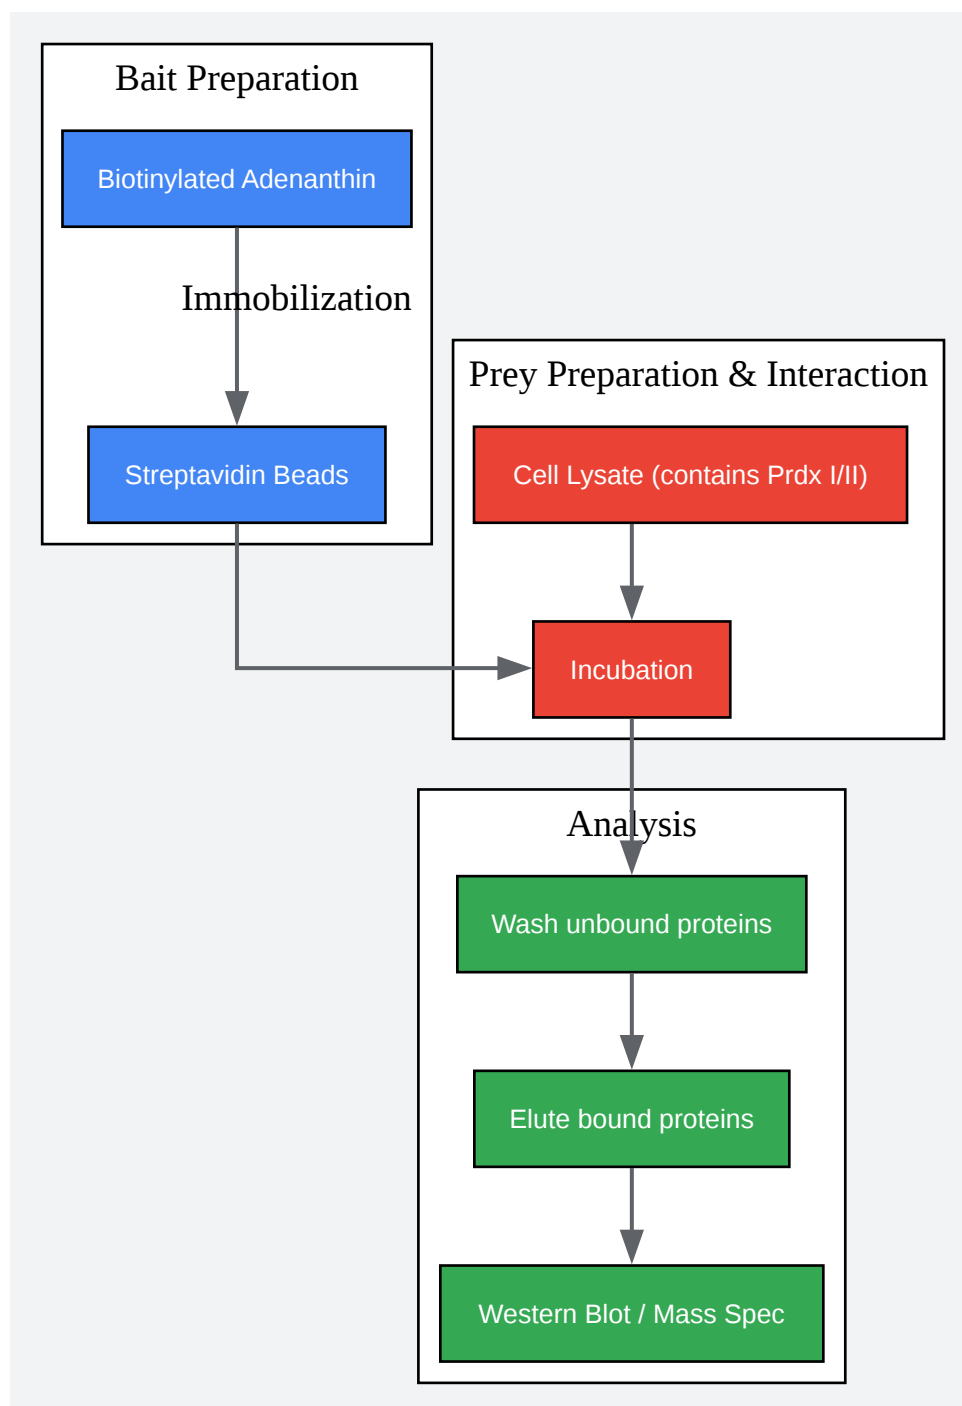 Bait Preparation
Biotinylated Adenanthin
Immobilization
Streptavidin Beads
Prey Preparation & Interaction
Cell Lysate (contains Prdx I/II)
Incubation
Analysis
Wash unbound proteins
Elute bound proteins
Western Blot / Mass Spec